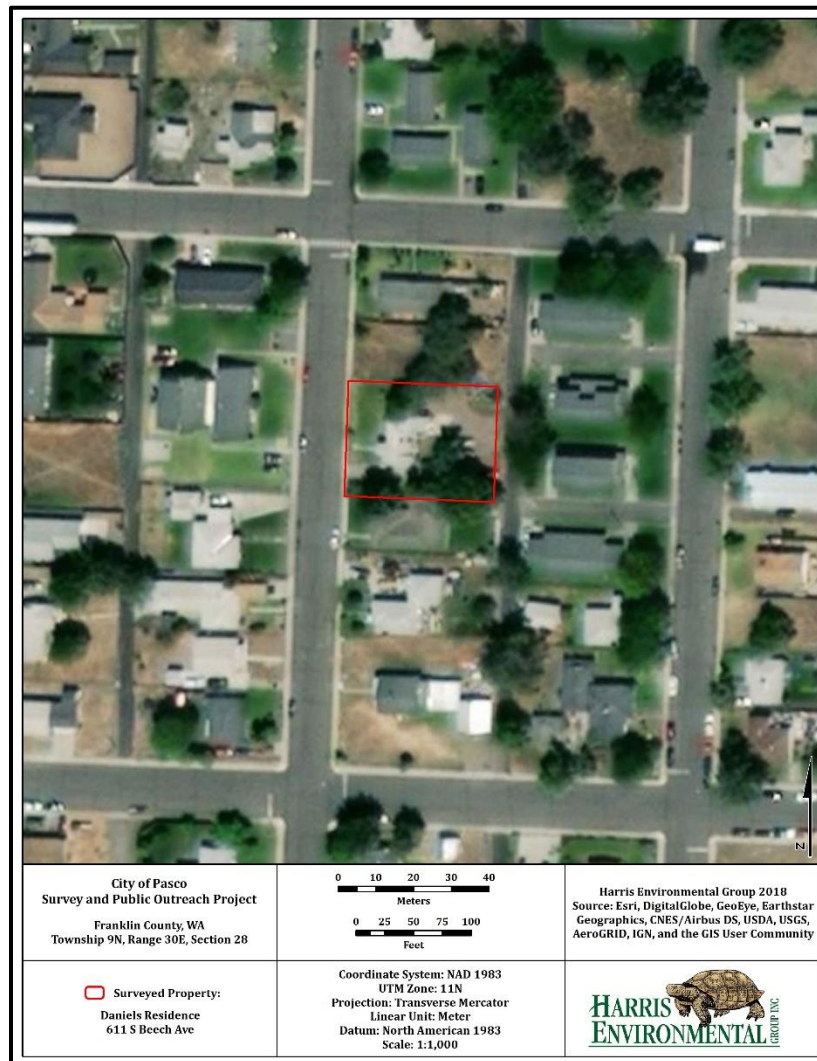 N
City of Pasco
Survey and Public Outreach Project
Franklin County, WA
Township 9N, Range 30E, Section 28
0 10 20 30 40
Meters
0 25 50 75 100
Feet
Harris Environmental Group 2018
Source: Esri, DigitalGlobe, GeoEye, Earthstar
Geographics, CNES/Airbus DS, USDA, USGS,
AeroGRID, IGN, and the GIS User Community
Surveyed Property:
Daniels Residence
611 S Beech Ave
Coordinate System: NAD 1983
UTM Zone: 11N
Projection: Transverse Mercator
Linear Unit: Meter
Datum: North American 1983
Scale: 1:1,000
HARRIS
ENVIRONMENTAL
GROUP INC